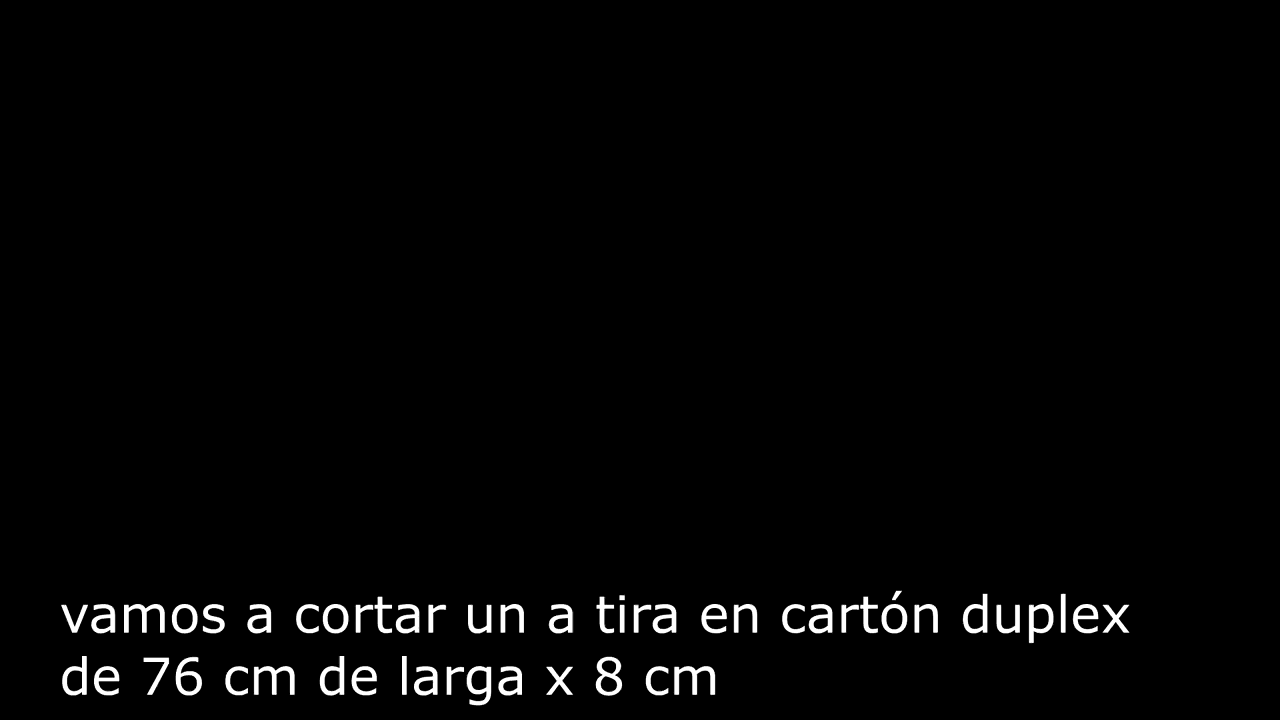 vamos a cortar un a tira en cartón duplex
de 76 cm de larga x 8 cm